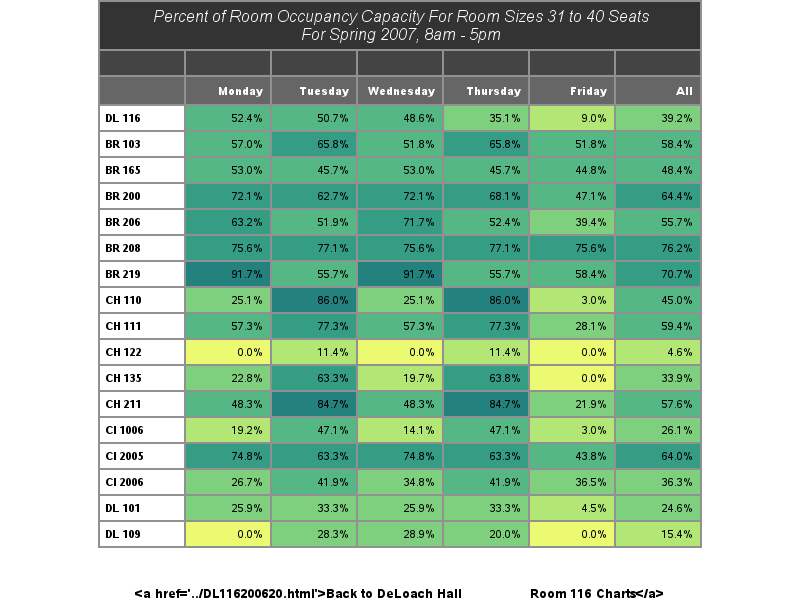 Percent of Room Occupancy Capacity For Room Sizes 31 to 40 Seats
For Spring 2007, 8am - 5pm
Monday Tuesday Wednesday Thursday Friday All
DL 116 52.4% 50.7% 48.6% 35.1% 9.0% 39.2%
BR 103 57.0% 65.8% 51.8% 65.8% 51.8% 58.4%
BR 165 53.0% 45.7% 53.0% 45.7% 44.8% 48.4%
BR 200 72.1% 62.7% 72.1% 68.1% 47.1% 64.4%
BR 206 63.2% 51.9% 71.7% 52.4% 39.4% 55.7%
BR 208 75.6% 77.1% 75.6% 77.1% 75.6% 76.2%
BR 219 91.7% 55.7% 91.7% 55.7% 58.4% 70.7%
CH 110 25.1% 86.0% 25.1% 86.0% 3.0% 45.0%
CH 111 57.3% 77.3% 57.3% 77.3% 28.1% 59.4%
CH 122 0.0% 11.4% 0.0% 11.4% 0.0% 4.6%
CH 135 22.8% 63.3% 19.7% 63.8% 0.0% 33.9%
CH 211 48.3% 84.7% 48.3% 84.7% 21.9% 57.6%
CI 1006 19.2% 47.1% 14.1% 47.1% 3.0% 26.1%
CI 2005 74.8% 63.3% 74.8% 63.3% 43.8% 64.0%
CI 2006 26.7% 41.9% 34.8% 41.9% 36.5% 36.3%
DL 101 25.9% 33.3% 25.9% 33.3% 4.5% 24.6%
DL 109 0.0% 28.3% 28.9% 20.0% 0.0% 15.4%
<a href='../DL116200620.html'>Back to DeLoach Hall Room 116 Charts</a>